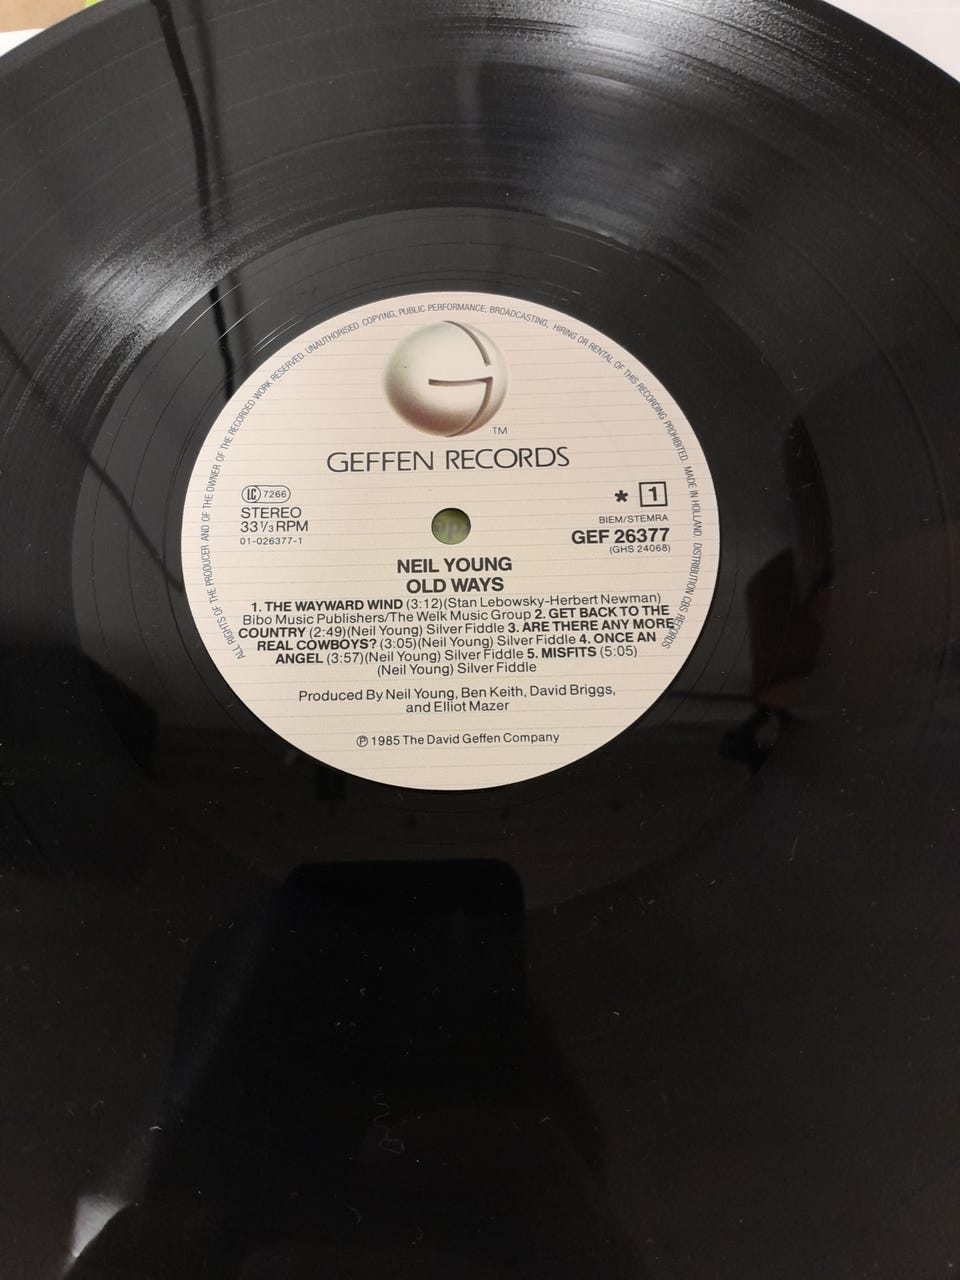 ALL RIGHTS OF THE PRODUCER AND OF THE OWNER OF THE RECORDED WORK RESERVED. UNAUTHORISED COPYING, PUBLIC PERFORMANCE, BROADCASTING, HIRING OR RENTAL OF THIS RECORDING PROHIBITED. MADE IN HOLLAND. DISTRIBUTION CBS RECORDS
TM
GEFFEN RECORDS
LC 7266
STEREO
33 1/3 RPM
01-026377-1
* 1
BIEM/STEMRA
GEF 26377
(GHS 24068)
NEIL YOUNG
OLD WAYS
1. THE WAYWARD WIND (3:12)(Stan Lebowsky-Herbert Newman)
Bibo Music Publishers/The Welk Music Group 2. GET BACK TO THE
COUNTRY (2:49)(Neil Young) Silver Fiddle 3. ARE THERE ANY MORE
REAL COWBOYS? (3:05)(Neil Young) Silver Fiddle 4. ONCE AN
ANGEL (3:57)(Neil Young) Silver Fiddle 5. MISFITS (5:05)
(Neil Young) Silver Fiddle
Produced By Neil Young, Ben Keith, David Briggs,
and Elliot Mazer
℗ 1985 The David Geffen Company